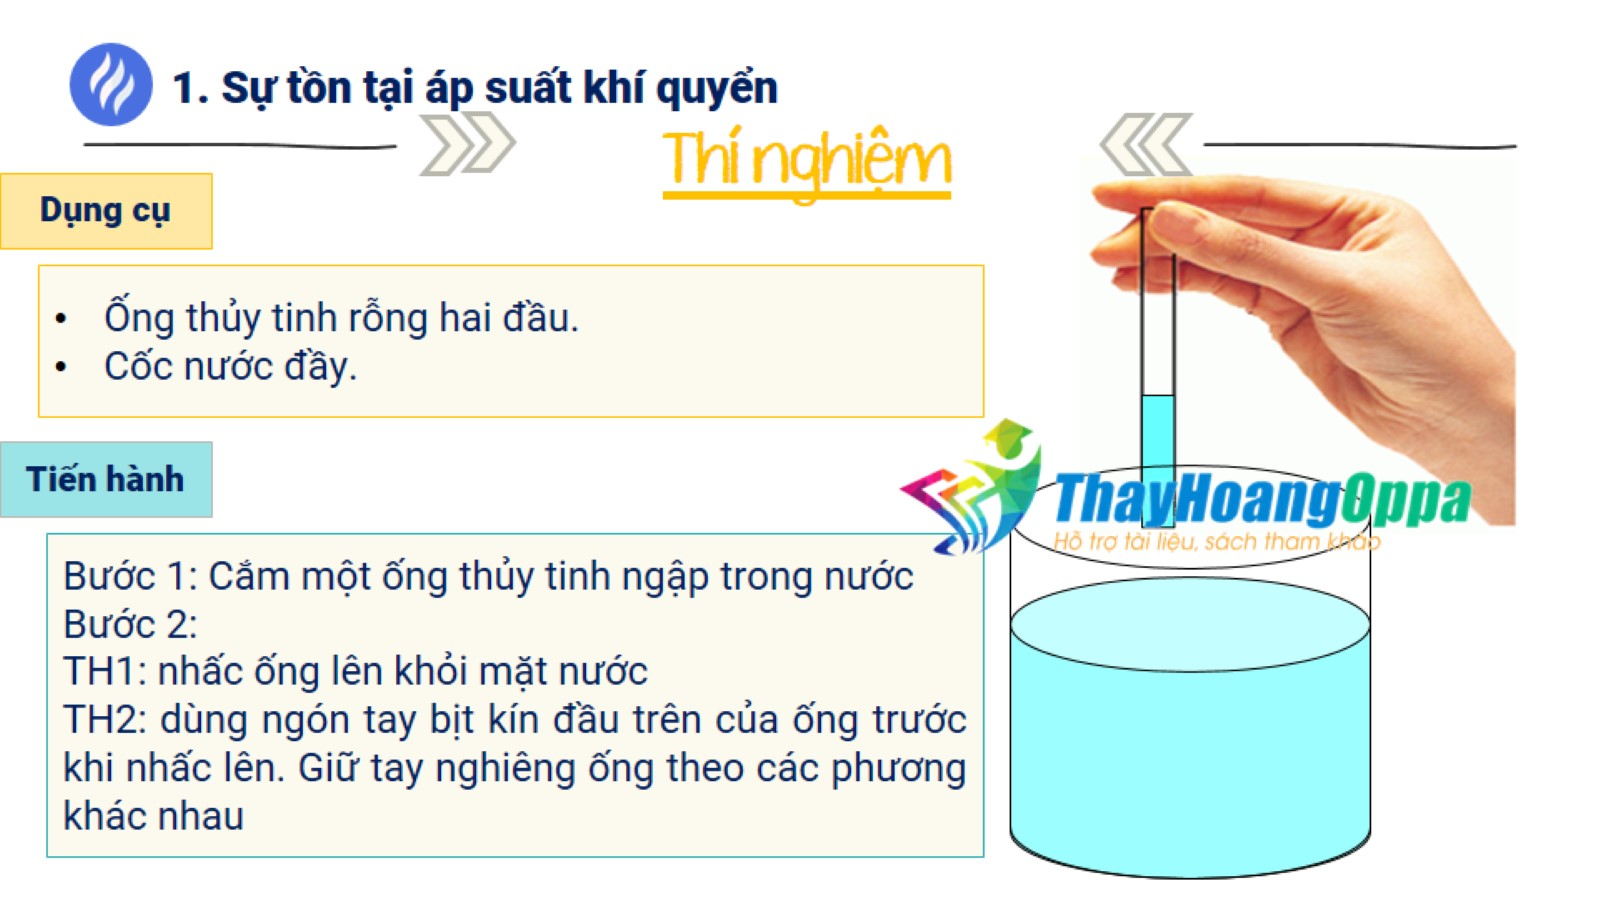 1. Sự tồn tại áp suất khí quyển
Thí nghiệm
Dụng cụ
• Ống thủy tinh rỗng hai đầu.
• Cốc nước đầy.
Tiến hành
Bước 1: Cắm một ống thủy tinh ngập trong nước
Bước 2:
TH1: nhấc ống lên khỏi mặt nước
TH2: dùng ngón tay bịt kín đầu trên của ống trước
khi nhấc lên. Giữ tay nghiêng ống theo các phương
khác nhau
ThayHoangOppa
Hỗ trợ tài liệu, sách tham khảo